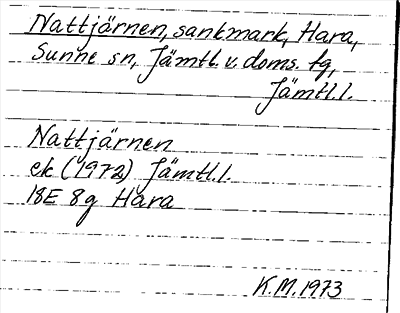 Nattjärnen, sankmark, Hara,
Sunne sn, Jämtl. v. doms. tg,
Jämtl.l.
Nattjärnen
ek (1972) Jämtl.l.
18E 8g Hara
K.M. 1973